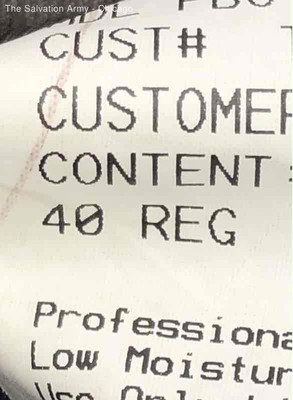 The Salvation Army - Chicago
CUST#
CUSTOMER
CONTENT:
40 REG
Professiona
Low Moistur